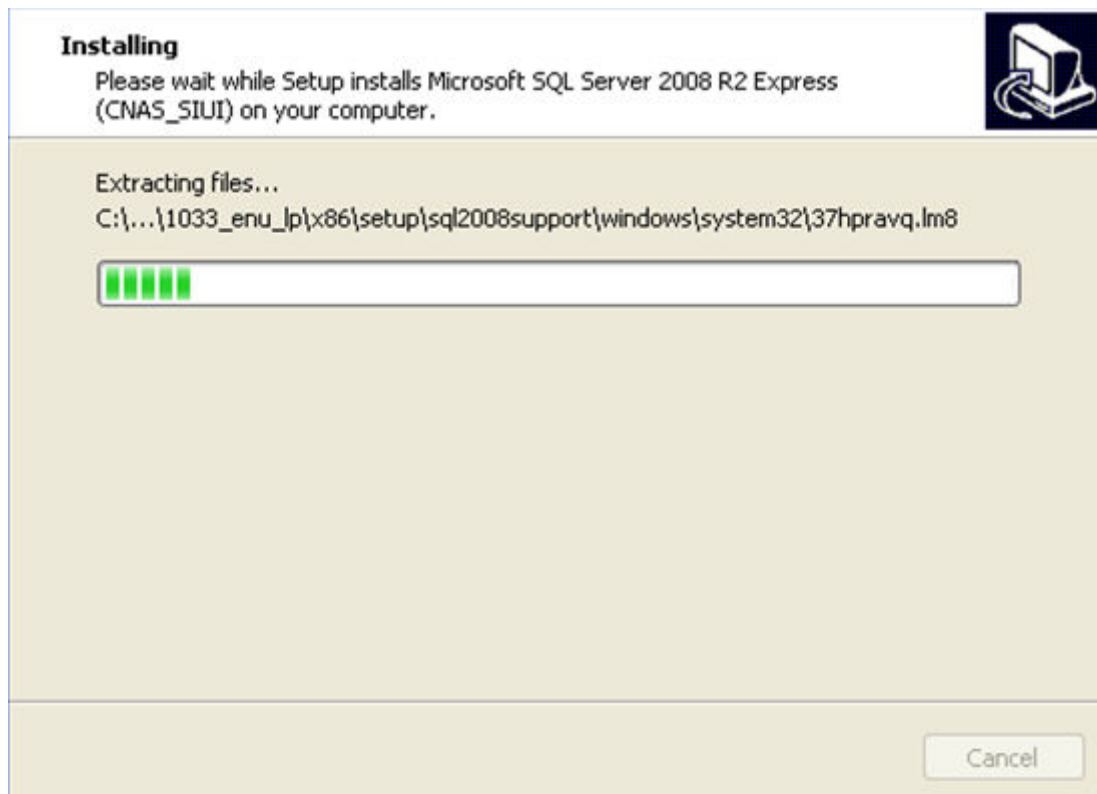 Installing
Please wait while Setup installs Microsoft SQL Server 2008 R2 Express
(CNAS_SIUI) on your computer.
Extracting files...
C:\...\1033_enu_lp\x86\setup\sql2008support\windows\system32\37hpravq.lm8
Cancel